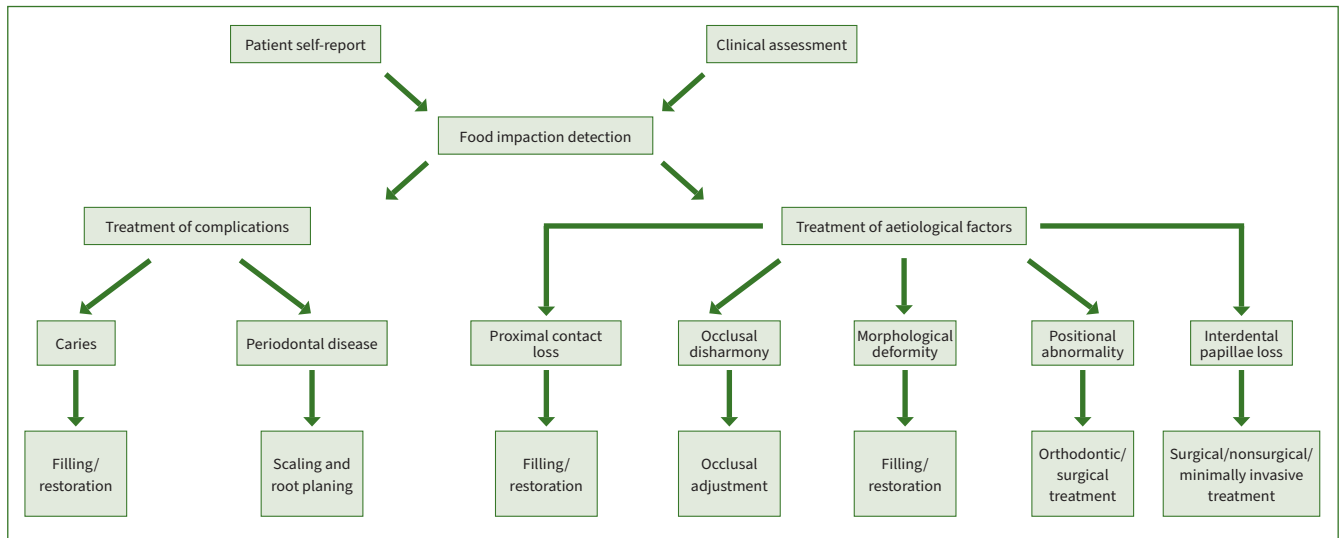 Patient self-report
Clinical assessment
Food impaction detection
Treatment of complications
Treatment of aetiological factors
Caries
Periodontal disease
Proximal contact
loss
Occlusal
disharmony
Morphological
deformity
Positional
abnormality
Interdental
papillae loss
Filling/
restoration
Scaling and
root planing
Filling/
restoration
Occlusal
adjustment
Filling/
restoration
Orthodontic/
surgical
treatment
Surgical/nonsurgical/
minimally invasive
treatment